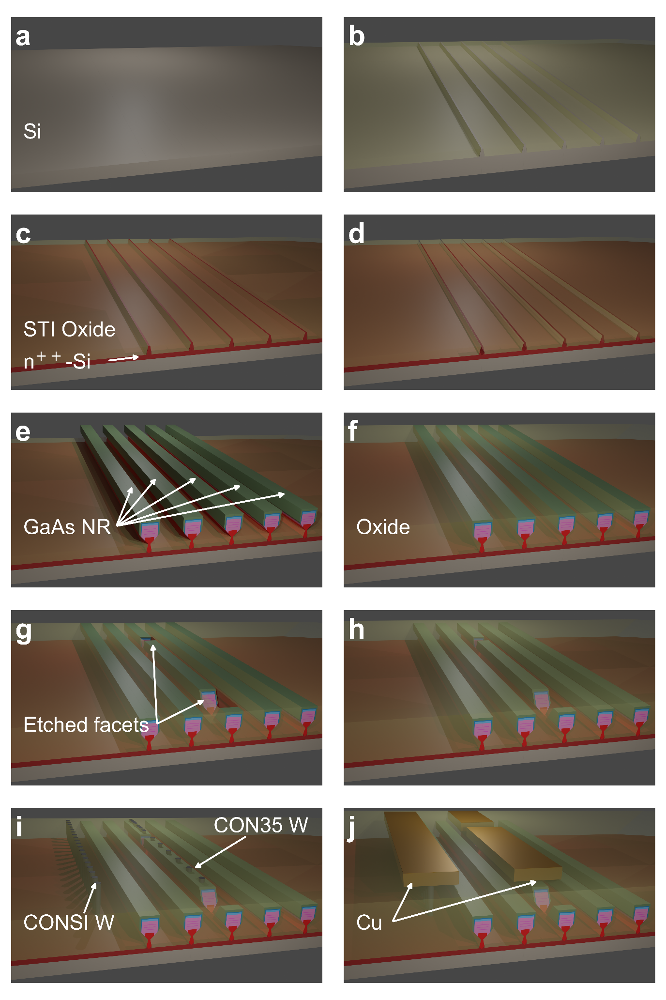 a
b
Si
c
d
STI Oxide
n++-Si
e
f
GaAs NR
Oxide
g
h
Etched facets
i
j
CON35 W
CONSI W
Cu